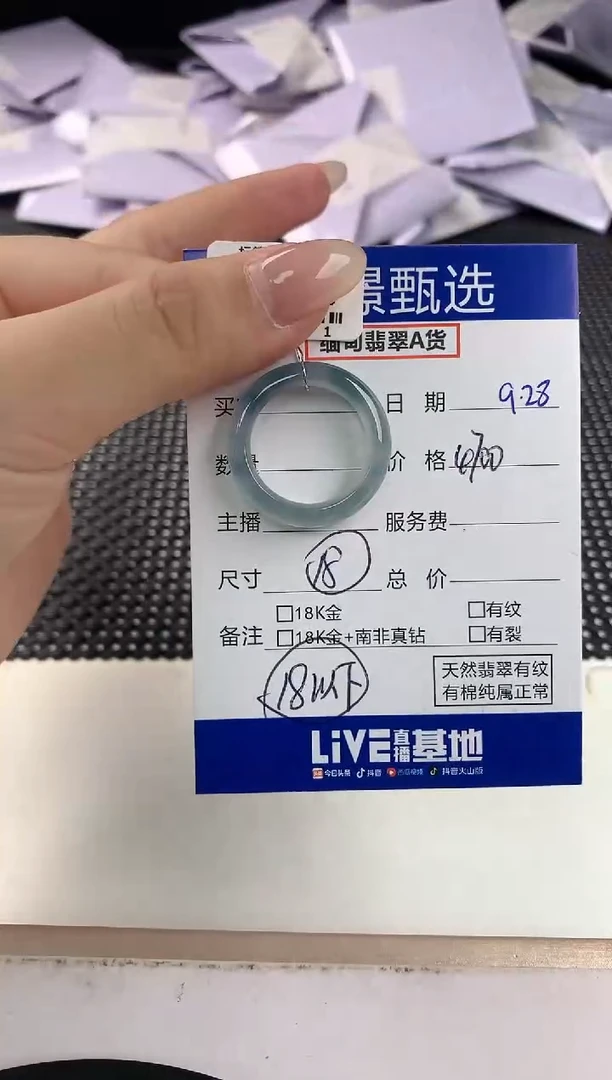 璟甄选
1
缅甸翡翠A货
买
日 期 9.28
数量
价 格
主播
服务费
尺寸 18
总 价
备注
□18K金
□有纹
□18K金+南非真钻
□有裂
18以下
天然翡翠有纹
有棉纯属正常
LiVE直播基地
今日头条 抖音 西瓜视频 抖音火山版